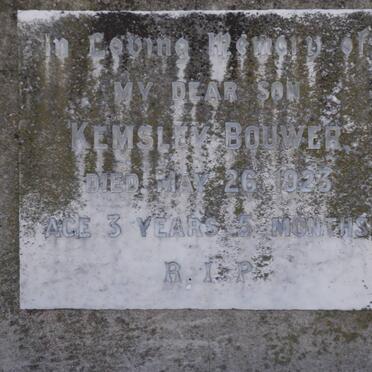 In Loving Memory of
MY DEAR SON
KEMSLEY BOUWER.
DIED MAY 26, 1923
AGE 3 YEARS 5 MONTHS
R.I.P